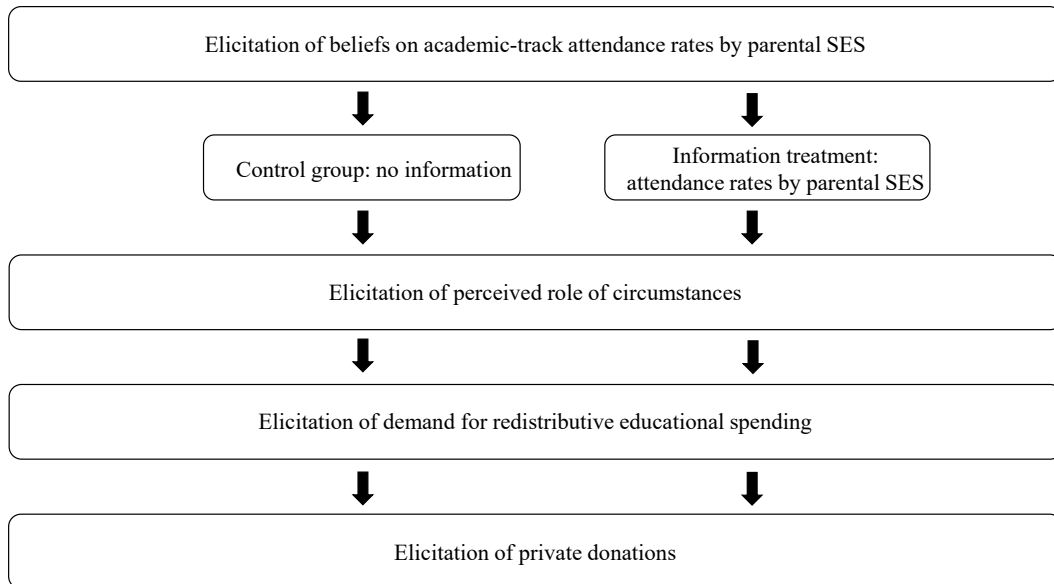 Elicitation of beliefs on academic-track attendance rates by parental SES
Control group: no information
Information treatment:
attendance rates by parental SES
Elicitation of perceived role of circumstances
Elicitation of demand for redistributive educational spending
Elicitation of private donations